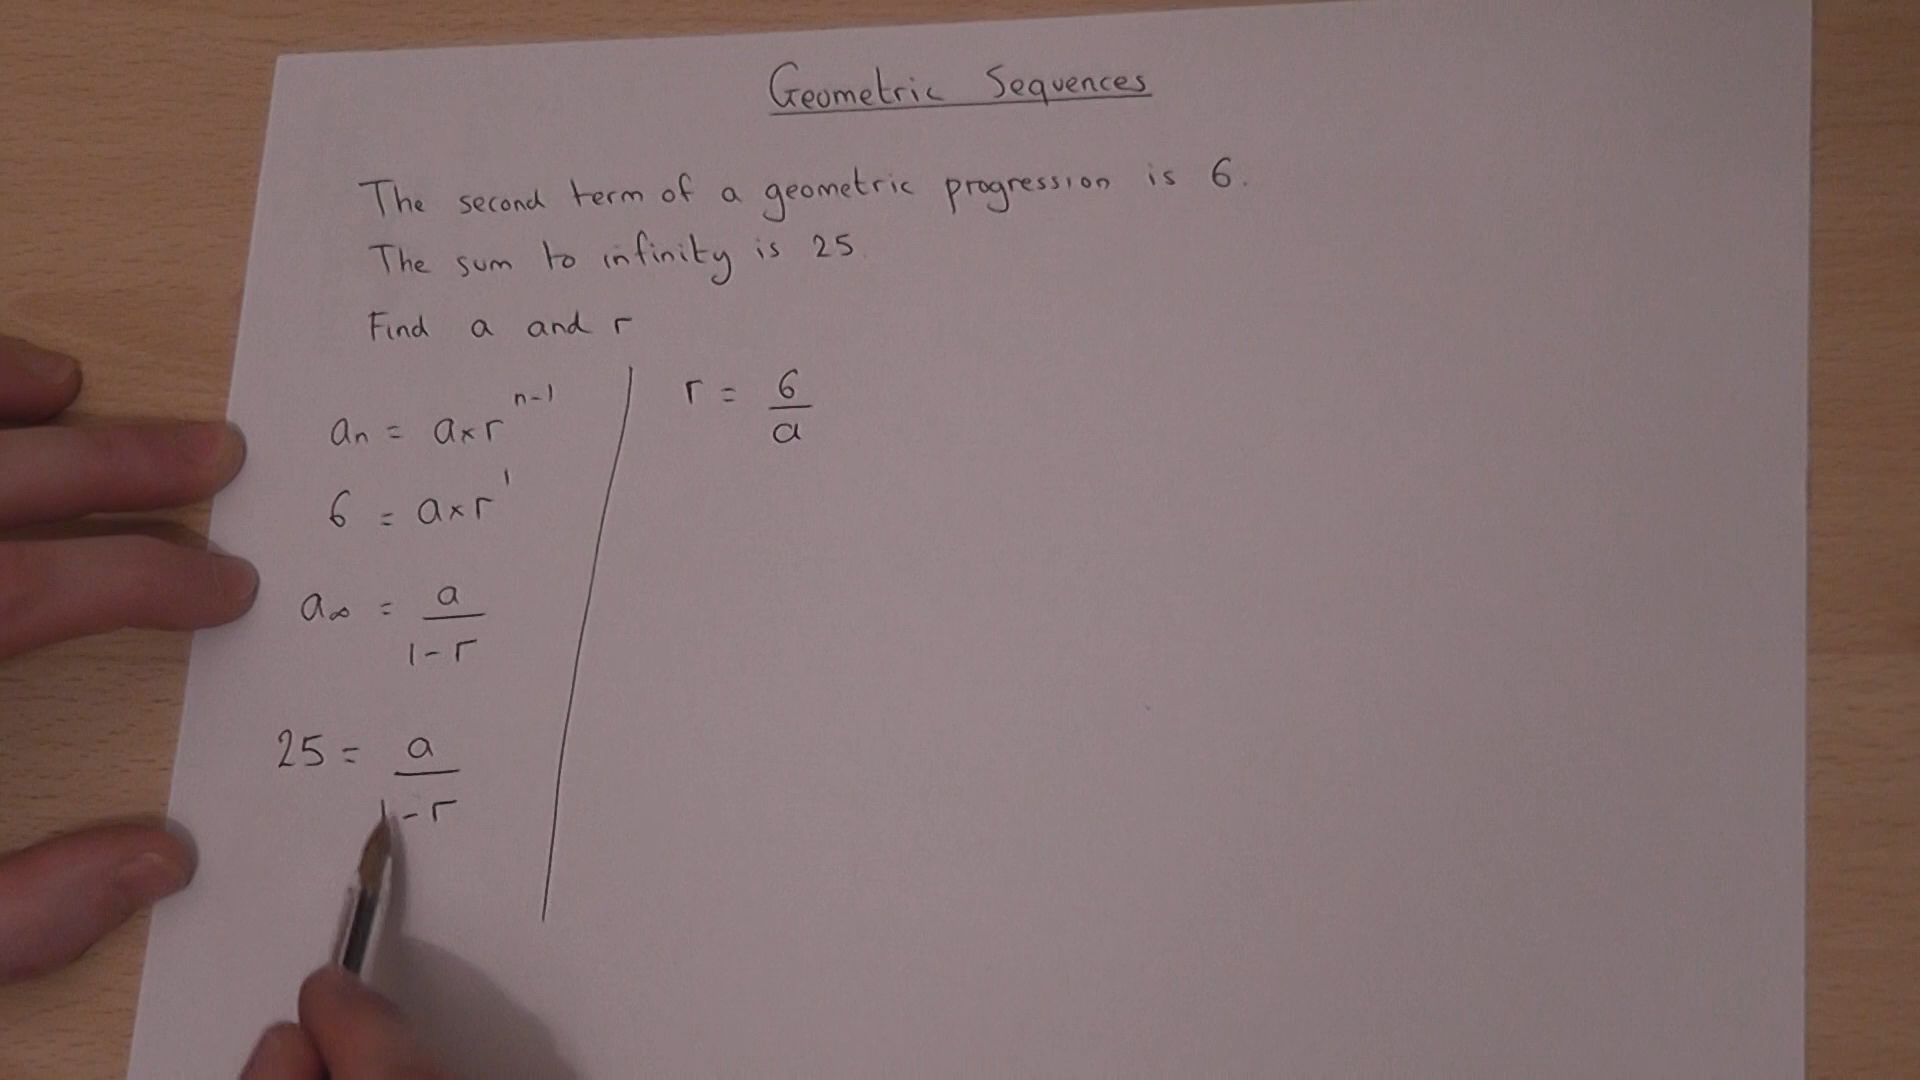 Geometric Sequences
The second term of a geometric progression is 6.
The sum to infinity is 25.
Find a and r
aₙ = a×r^(n-1)
6 = a×r^1
a∞ = a/(1-r)
25 = a/(1-r)
r = 6/a